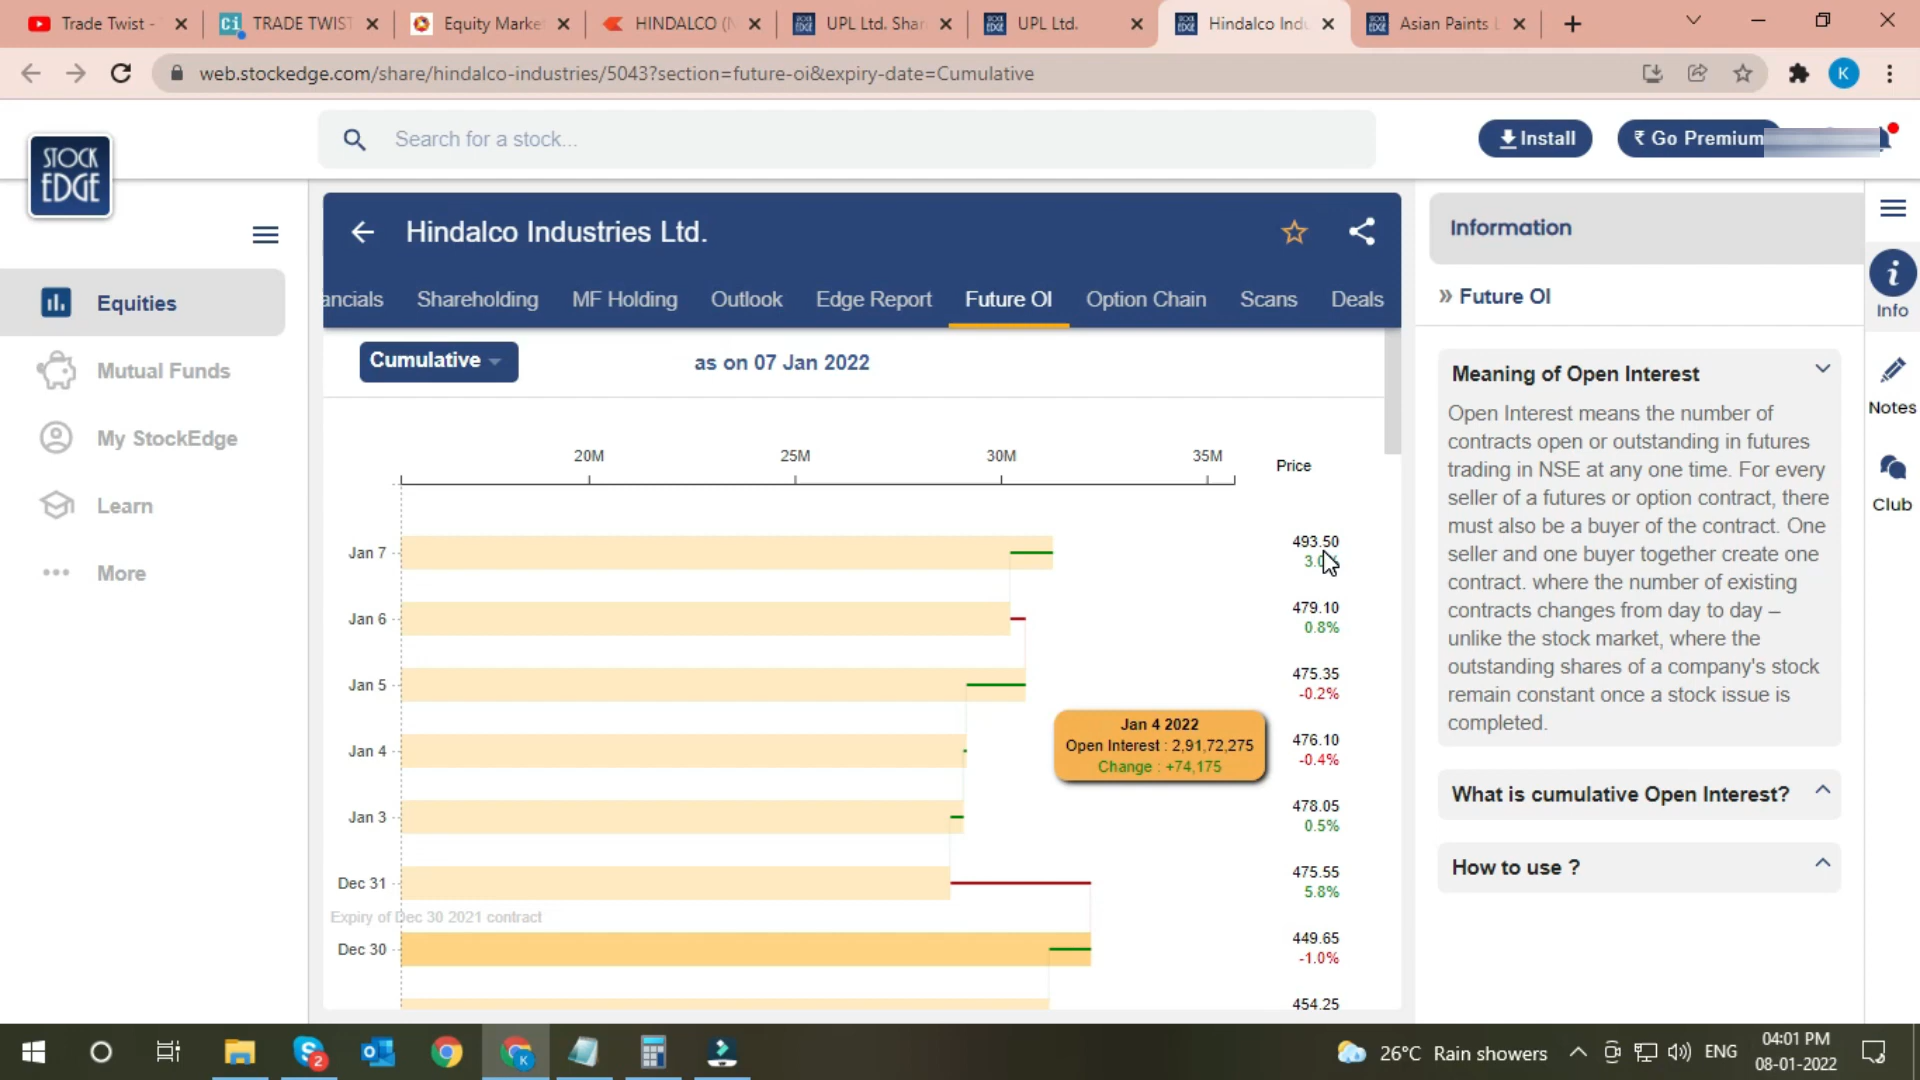 Trade Twist -
TRADE TWIST
Equity Marke
HINDALCO (N
UPL Ltd. Shar
UPL Ltd.
Hindalco Indu
Asian Paints L
web.stockedge.com/share/hindalco-industries/5043?section=future-oi&expiry-date=Cumulative
K
STOCK
EDGE
Search for a stock...
Install
₹ Go Premium
Equities
Mutual Funds
My StockEdge
Learn
More
Hindalco Industries Ltd.
ancials Shareholding MF Holding Outlook Edge Report Future OI Option Chain Scans Deals
Cumulative
as on 07 Jan 2022
20M 25M 30M 35M Price
Jan 7 493.50
Jan 6 479.10
0.8%
Jan 5 475.35
-0.2%
Jan 4 476.10
-0.4%
Jan 4 2022
Open Interest : 2,91,72,275
Change : +74,175
Jan 3 478.05
0.5%
Dec 31 475.55
5.8%
Expiry of Dec 30 2021 contract
Dec 30 449.65
-1.0%
454.25
Information
» Future OI
Meaning of Open Interest
Open Interest means the number of
contracts open or outstanding in futures
trading in NSE at any one time. For every
seller of a futures or option contract, there
must also be a buyer of the contract. One
seller and one buyer together create one
contract. where the number of existing
contracts changes from day to day –
unlike the stock market, where the
outstanding shares of a company's stock
remain constant once a stock issue is
completed.
What is cumulative Open Interest?
How to use ?
Info
Notes
Club
2
K
26°C Rain showers
ENG
04:01 PM
08-01-2022